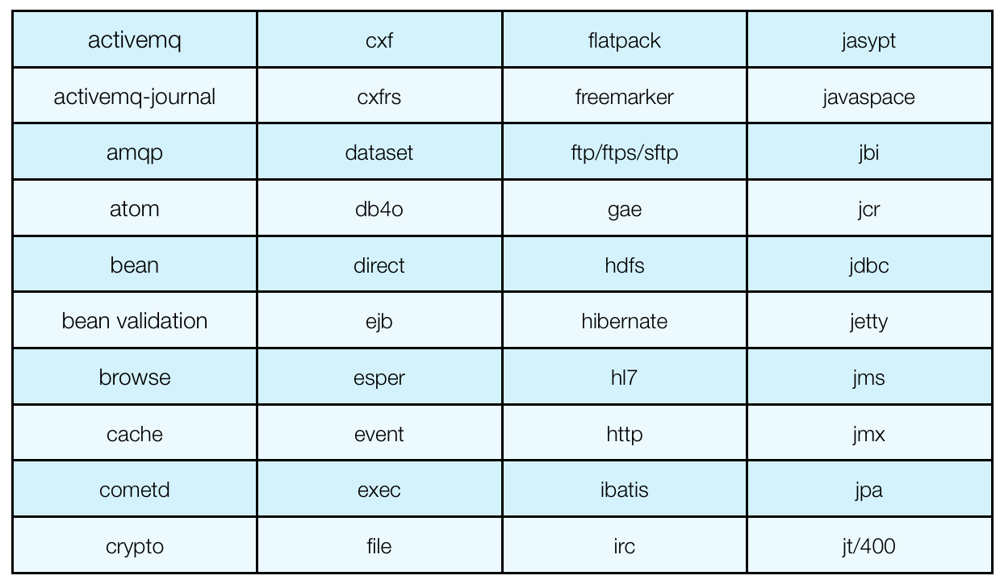 activemq cxf flatpack jasypt
activemq-journal cxfrs freemarker javaspace
amqp dataset ftp/ftps/sftp jbi
atom db4o gae jcr
bean direct hdfs jdbc
bean validation ejb hibernate jetty
browse esper hl7 jms
cache event http jmx
cometd exec ibatis jpa
crypto file irc jt/400